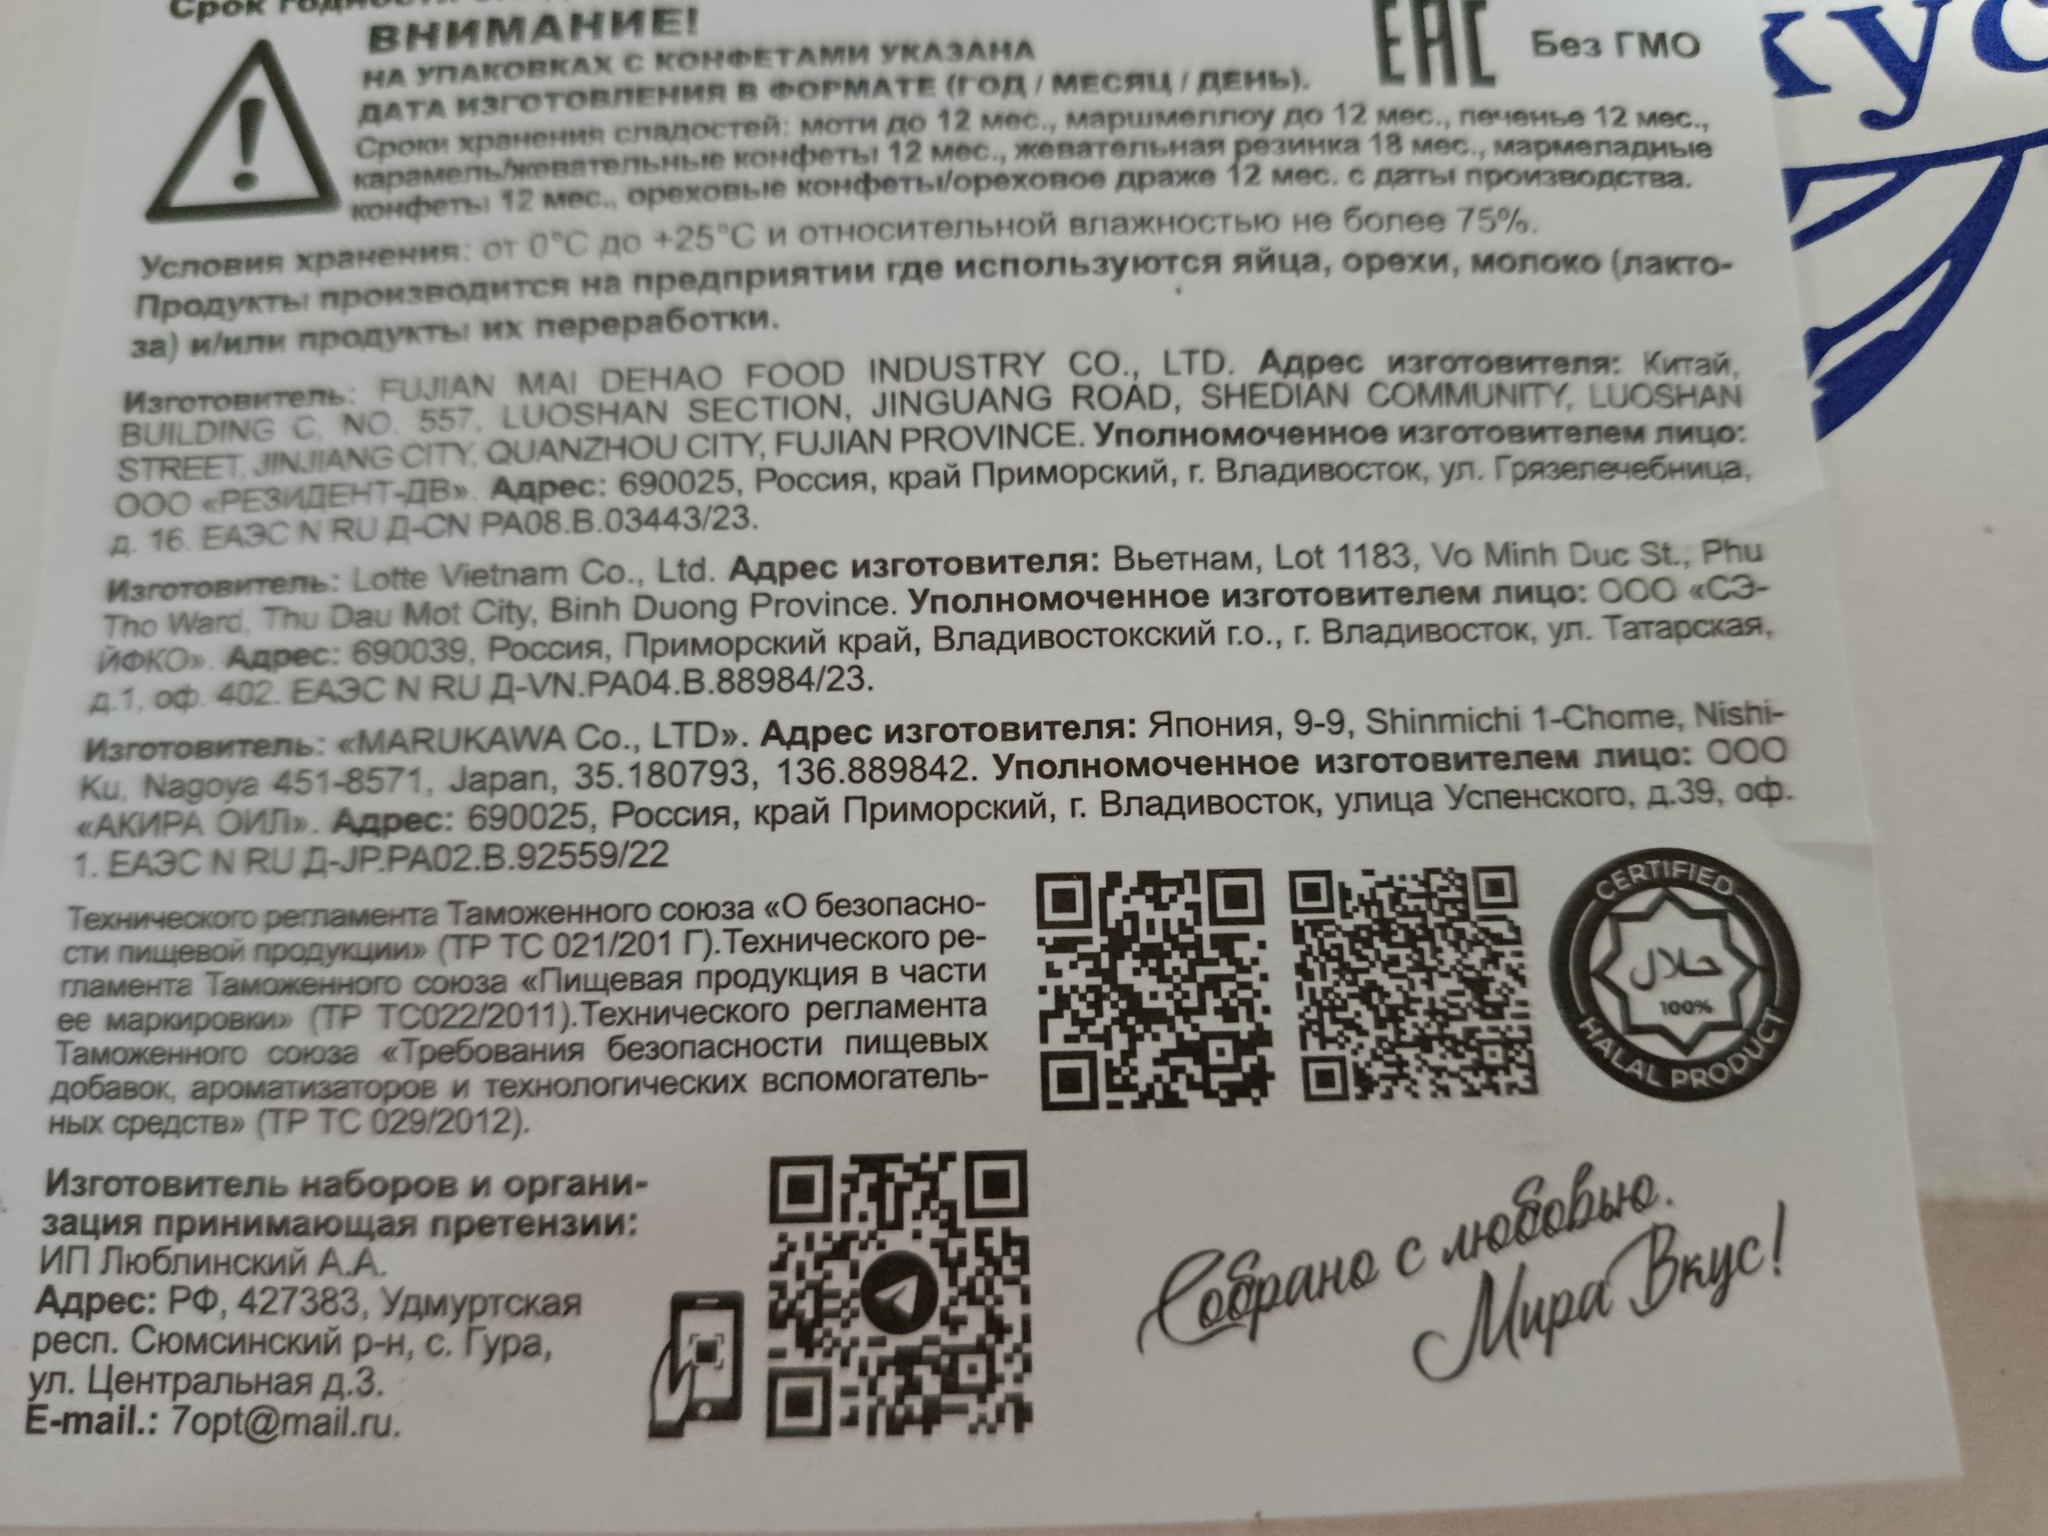 Срок годности
ВНИМАНИЕ!
НА УПАКОВКАХ С КОНФЕТАМИ УКАЗАНА
ДАТА ИЗГОТОВЛЕНИЯ В ФОРМАТЕ (ГОД / МЕСЯЦ / ДЕНЬ).
EAC
Без ГМО
кус
Сроки хранения сладостей: моти до 12 мес., маршмеллоу до 12 мес., печенье 12 мес.,
карамель/жевательные конфеты 12 мес., жевательная резинка 18 мес., мармеладные
конфеты 12 мес., ореховые конфеты/ореховое драже 12 мес. с даты производства.
Условия хранения: от 0°С до +25°С и относительной влажностью не более 75%.
Продукты производится на предприятии где используются яйца, орехи, молоко (лакто-
за) и/или продукты их переработки.
Изготовитель: FUJIAN MAI DEHAO FOOD INDUSTRY CO., LTD. Адрес изготовителя: Китай,
BUILDING C, NO. 557, LUOSHAN SECTION, JINGUANG ROAD, SHEDIAN COMMUNITY, LUOSHAN
STREET, JINJIANG CITY, QUANZHOU CITY, FUJIAN PROVINCE. Уполномоченное изготовителем лицо:
ООО «РЕЗИДЕНТ-ДВ». Адрес: 690025, Россия, край Приморский, г. Владивосток, ул. Грязелечебница,
д. 16. ЕАЭС N RU Д-CN РА08.В.03443/23.
Изготовитель: Lotte Vietnam Co., Ltd. Адрес изготовителя: Вьетнам, Lot 1183, Vo Minh Duc St., Phu
Tho Ward, Thu Dau Mot City, Binh Duong Province. Уполномоченное изготовителем лицо: ООО «СЭ-
ЙФКО». Адрес: 690039, Россия, Приморский край, Владивостокский г.о., г. Владивосток, ул. Татарская,
д.1, оф. 402. ЕАЭС N RU Д-VN.РА04.В.88984/23.
Изготовитель: «MARUKAWA Co., LTD». Адрес изготовителя: Япония, 9-9, Shinmichi 1-Chome, Nishi-
Ku, Nagoya 451-8571, Japan, 35.180793, 136.889842. Уполномоченное изготовителем лицо: ООО
«АКИРА ОИЛ». Адрес: 690025, Россия, край Приморский, г. Владивосток, улица Успенского, д.39, оф.
1. ЕАЭС N RU Д-JP.РА02.В.92559/22
Технического регламента Таможенного союза «О безопасно-
сти пищевой продукции» (ТР ТС 021/201 Г).Технического ре-
гламента Таможенного союза «Пищевая продукция в части
ее маркировки» (ТР ТС022/2011).Технического регламента
Таможенного союза «Требования безопасности пищевых
добавок, ароматизаторов и технологических вспомогатель-
ных средств» (ТР ТС 029/2012).
CERTIFIED
حلال
100%
HALAL PRODUCT
Изготовитель наборов и органи-
зация принимающая претензии:
ИП Люблинский А.А.
Адрес: РФ, 427383, Удмуртская
респ. Сюмсинский р-н, с. Гура,
ул. Центральная д.3.
E-mail.: 7opt@mail.ru.
Собрано с любовью.
Мира Вкус!